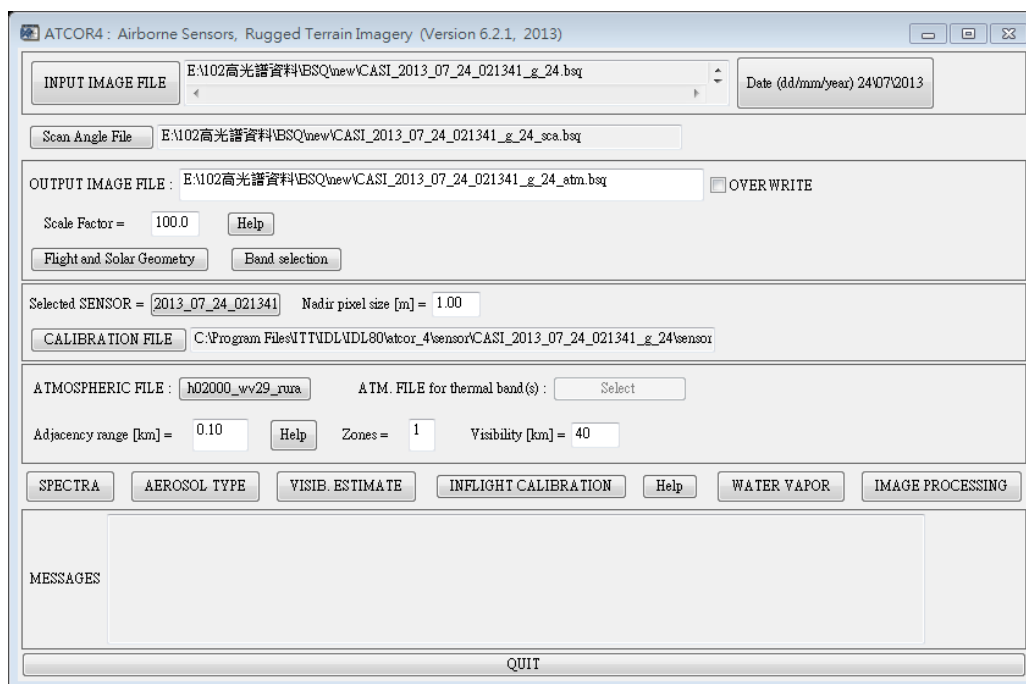 ATCOR4 : Airborne Sensors, Rugged Terrain Imagery (Version 6.2.1, 2013)
INPUT IMAGE FILE E:\102高光譜資料\BSQ\new\CASI_2013_07_24_021341_g_24.bsq Date (dd/mm/year) 24\07\2013
Scan Angle File E:\102高光譜資料\BSQ\new\CASI_2013_07_24_021341_g_24_sca.bsq
OUTPUT IMAGE FILE : E:\102高光譜資料\BSQ\new\CASI_2013_07_24_021341_g_24_atm.bsq OVERWRITE
Scale Factor = 100.0 Help
Flight and Solar Geometry Band selection
Selected SENSOR = 2013_07_24_021341 Nadir pixel size [m] = 1.00
CALIBRATION FILE C:\Program Files\ITT\IDL\IDL80\atcor_4\sensor\CASI_2013_07_24_021341_g_24\sensor
ATMOSPHERIC FILE : h02000_wv29_rura ATM. FILE for thermal band(s) : Select
Adjacency range [km] = 0.10 Help Zones = 1 Visibility [km] = 40
SPECTRA AEROSOL TYPE VISIB. ESTIMATE INFLIGHT CALIBRATION Help WATER VAPOR IMAGE PROCESSING
MESSAGES
QUIT